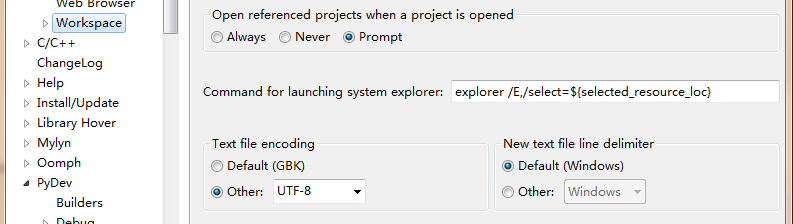 Web Browser
Workspace
C/C++
ChangeLog
Help
Install/Update
Library Hover
Mylyn
Oomph
PyDev
Builders
Debug
Open referenced projects when a project is opened
Always Never Prompt
Command for launching system explorer: explorer /E,/select=${selected_resource_loc}
Text file encoding
Default (GBK)
Other: UTF-8
New text file line delimiter
Default (Windows)
Other: Windows